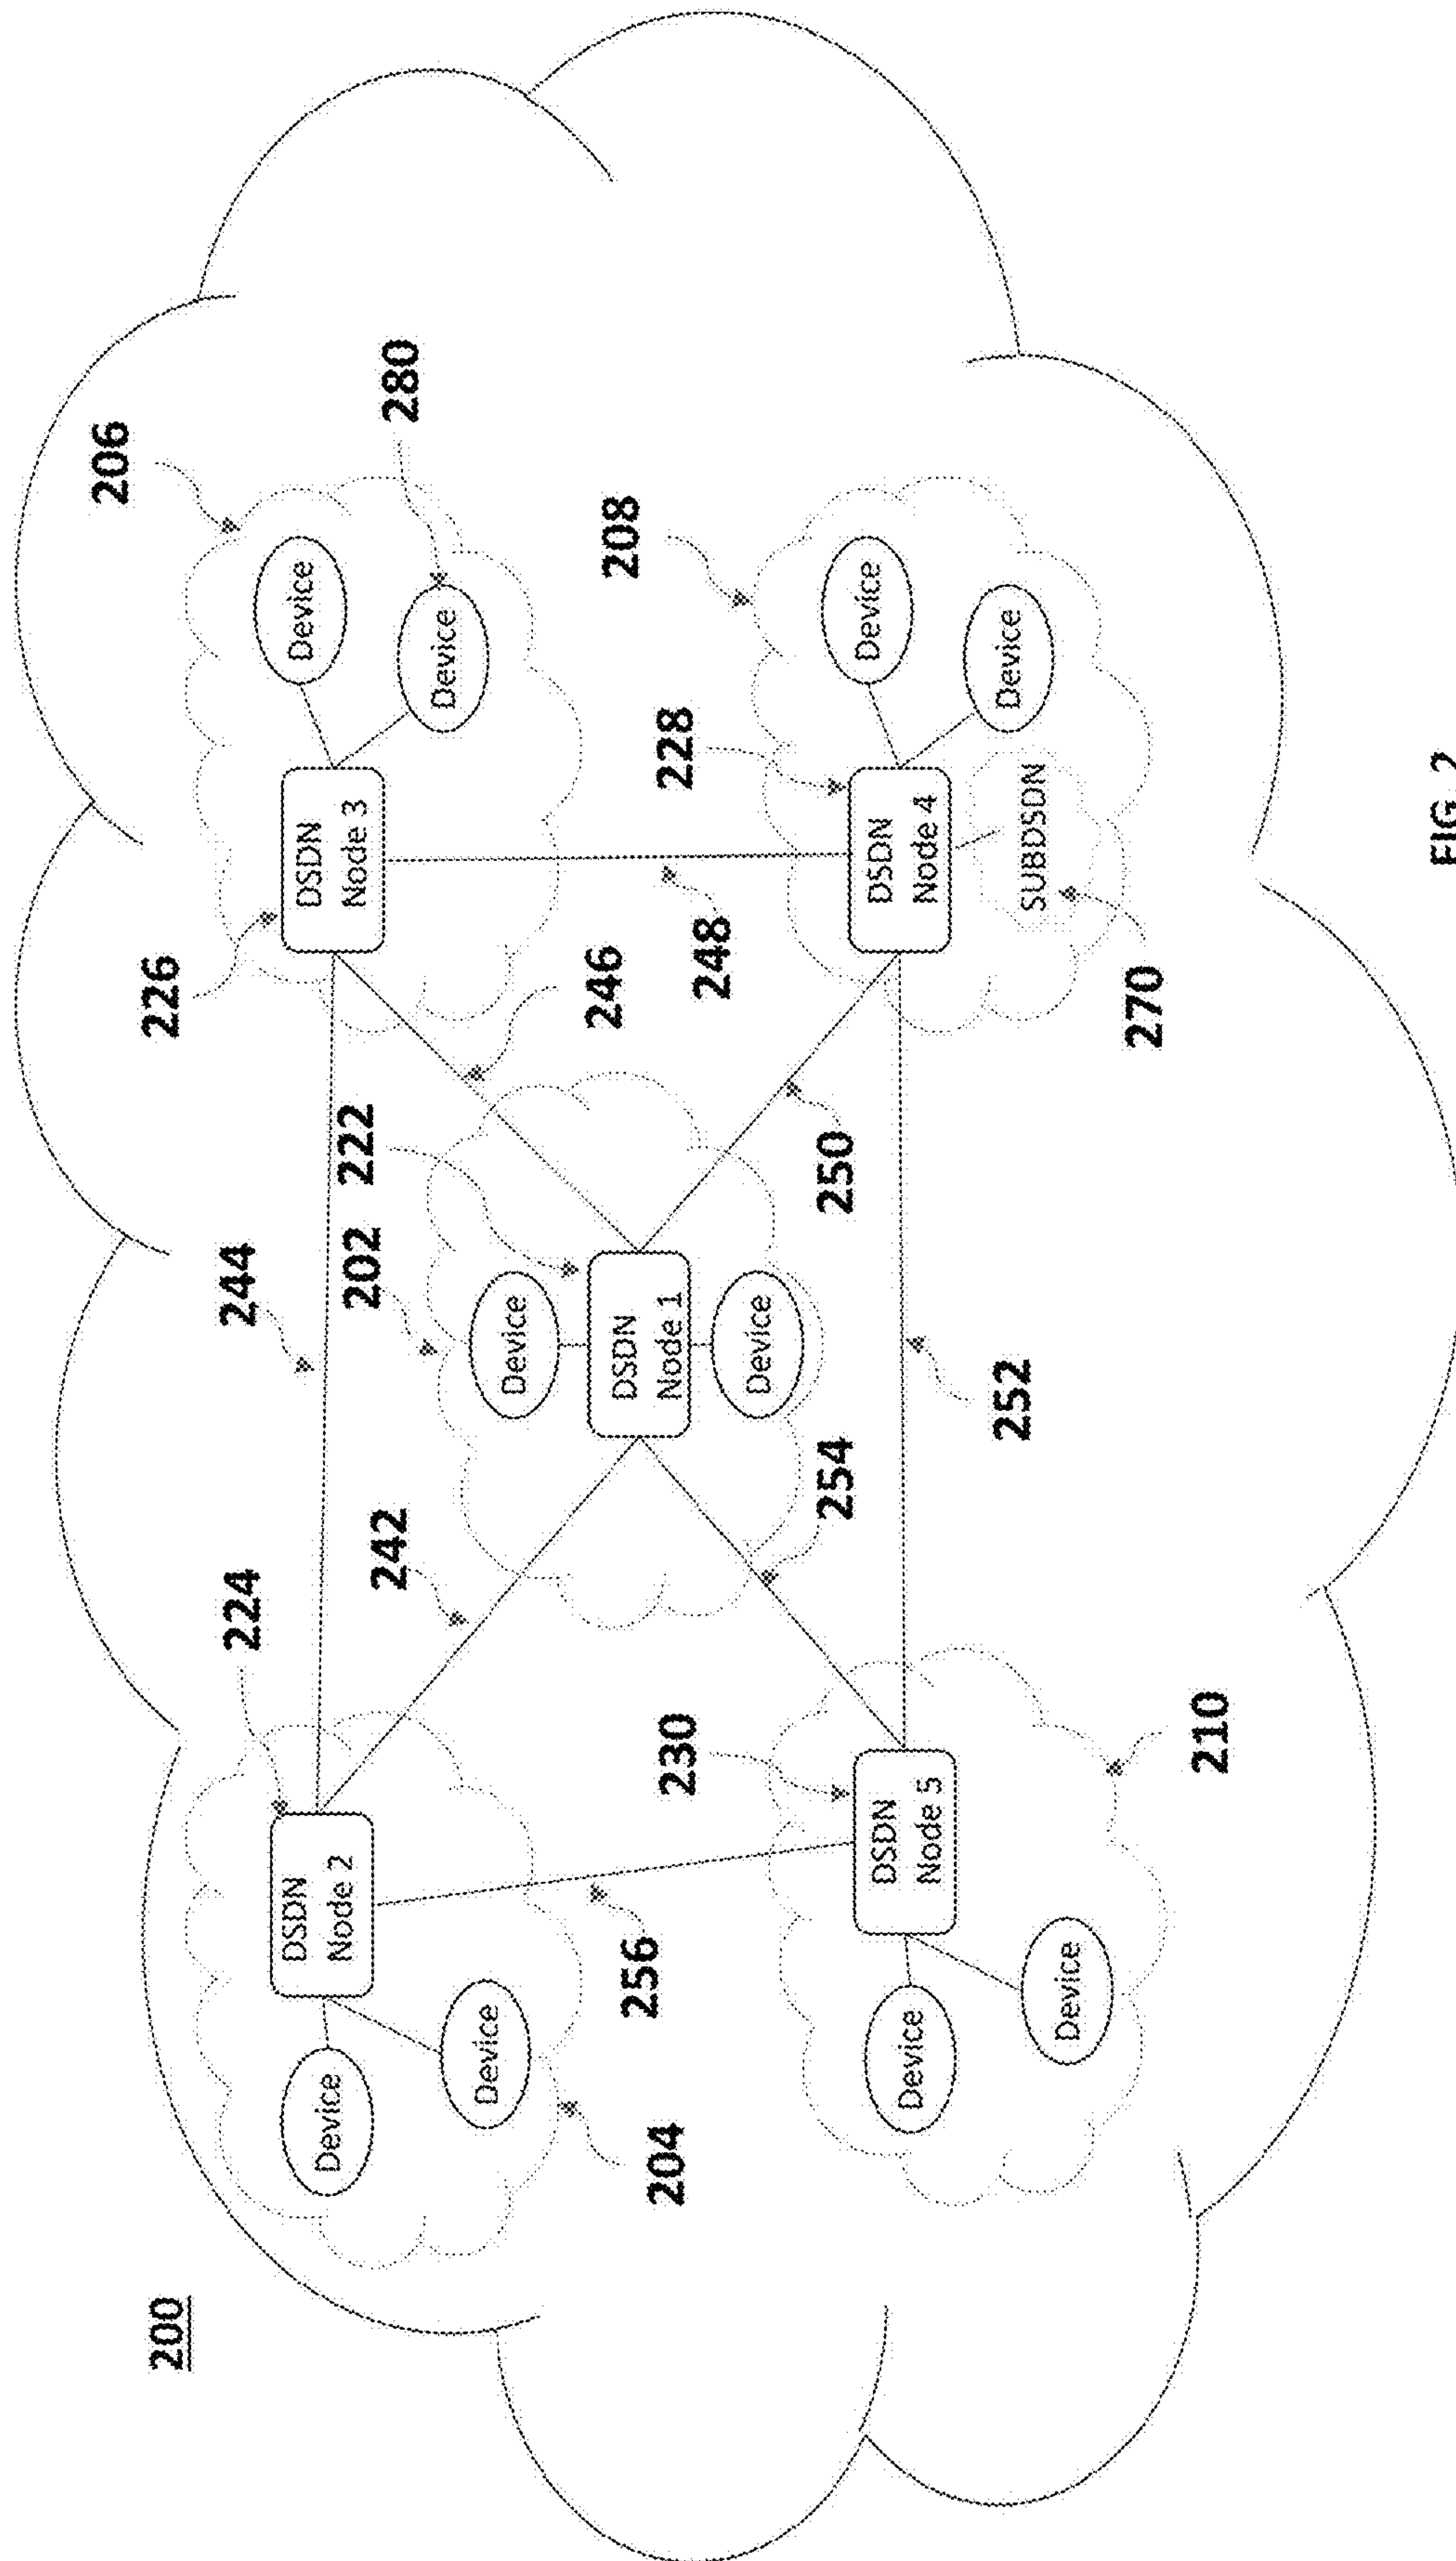 206
200
226
224
244
Device
DSDN
Node 2
DSDN
Node 3
Device
202
222
242
280
Device
Device
Device
246
208
DSDN
Node 1
204
256
230
228
248
Device
254
250
Device
DSDN
Node 5
DSDN
Node 4
Device
252
Device
SUBDSDN
Device
270
210
FIG. 2